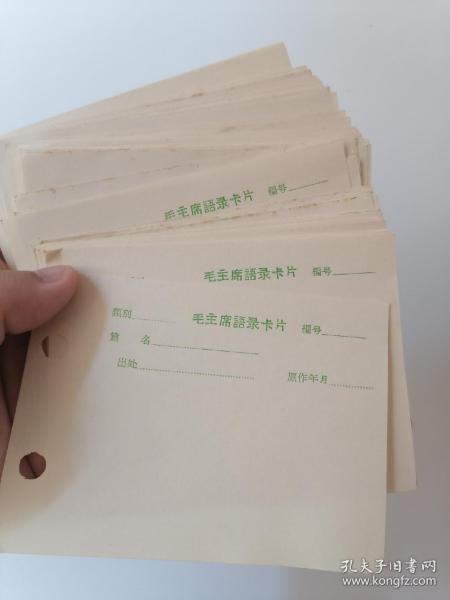 毛主席語录卡片 編号
毛主席語录卡片 編号
类別 毛主席語录卡片 編号
篇 名
出处 原作年月
孔夫子旧书网
www.kongfz.com